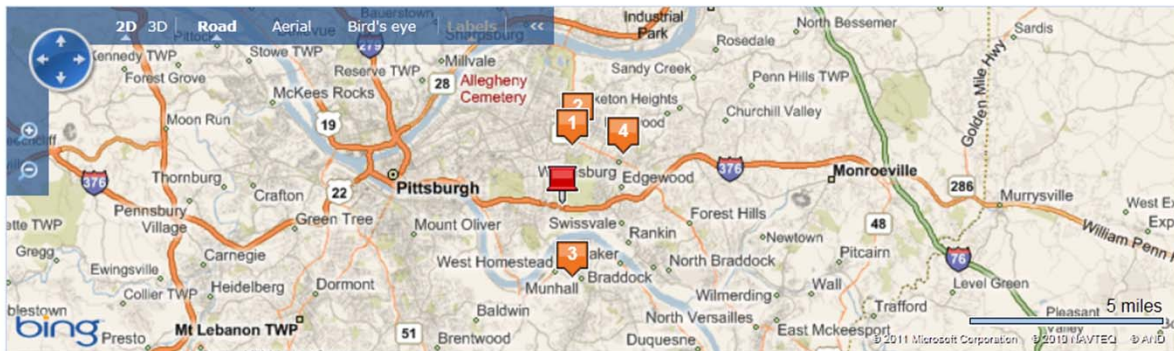 2D 3D Road Aerial Bird's eye Labels <<
Industrial
Park
North Bessemer
Sardis
Rosedale
Kennedy TWP
Stowe TWP
Millvale
Sandy Creek
Golden Mile Hwy
Reserve TWP
Forest Grove
28
Allegheny
Cemetery
Penn Hills TWP
McKees Rocks
2
keton Heights
Churchill Valley
Moon Run
19
1
4
376
Thornburg
Crafton
22
Pittsburgh
Edgewood
376
Monroeville
286
Murrysville
Pennsbury
Village
Green Tree
Mount Oliver
Swissvale
Forest Hills
48
William Penn
Gregg
Carnegie
Rankin
Newtown
Pitcairn
Ewingsville
West Homestead
3
North Braddock
76
Collier TWP
Heidelberg
Dormont
Munhall
Braddock
Wilmerding
Wall
Level Green
bing
Mt Lebanon TWP
Baldwin
North Versailles
Trafford
5 miles
Pleasant
Valley
Presto
51
Brentwood
Duquesne
East Mckeesport
© 2011 Microsoft Corporation © 2010 NAVTEQ © AND